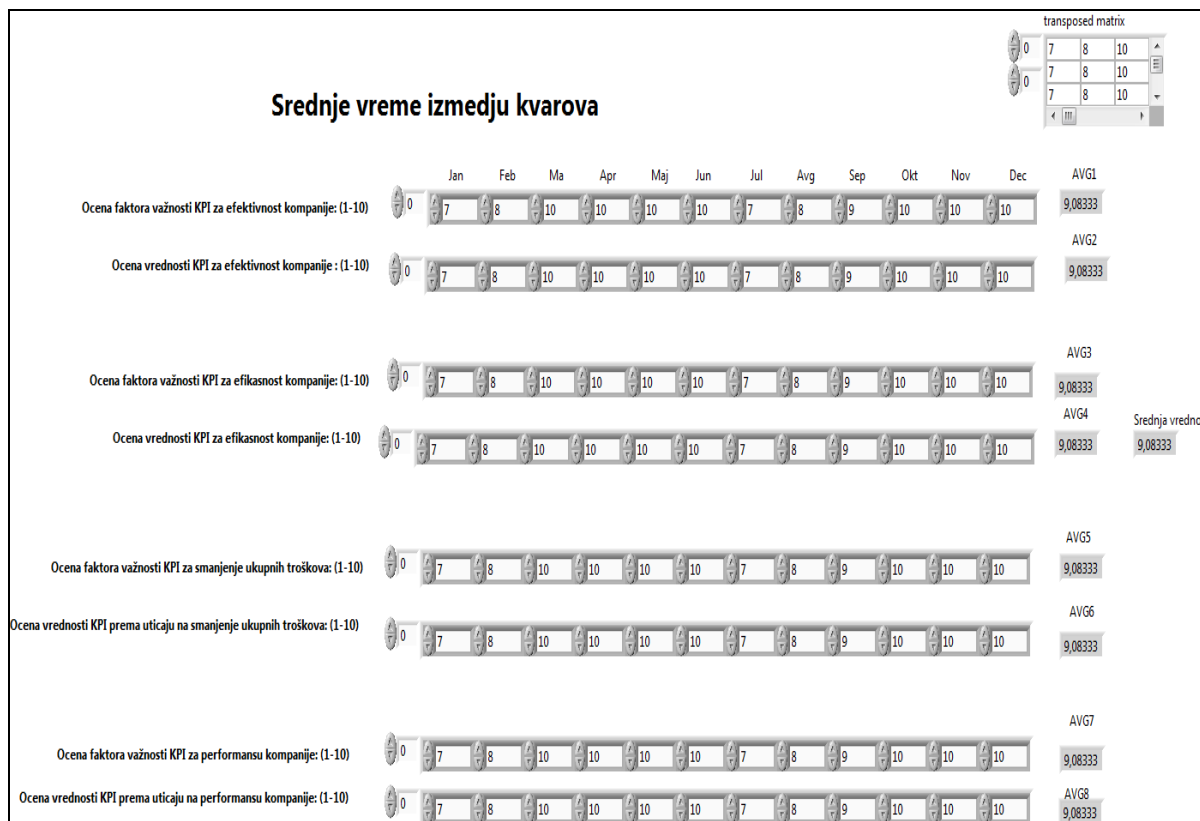 transposed matrix
0 7 8 10
0 7 8 10
7 8 10
Srednje vreme izmedju kvarova
Jan Feb Ma Apr Maj Jun Jul Avg Sep Okt Nov Dec AVG1
Ocena faktora važnosti KPI za efektivnost kompanije: (1-10) 0 7 8 10 10 10 10 7 8 9 10 10 10 9,08333
AVG2
Ocena vrednosti KPI za efektivnost kompanije : (1-10) 0 7 8 10 10 10 10 7 8 9 10 10 10 9,08333
AVG3
Ocena faktora važnosti KPI za efikasnost kompanije: (1-10) 0 7 8 10 10 10 10 7 8 9 10 10 10 9,08333
AVG4 Srednja vredno
Ocena vrednosti KPI za efikasnost kompanije: (1-10) 0 7 8 10 10 10 10 7 8 9 10 10 10 9,08333 9,08333
AVG5
Ocena faktora važnosti KPI za smanjenje ukupnih troškova: (1-10) 0 7 8 10 10 10 10 7 8 9 10 10 10 9,08333
AVG6
Ocena vrednosti KPI prema uticaju na smanjenje ukupnih troškova: (1-10) 0 7 8 10 10 10 10 7 8 9 10 10 10 9,08333
AVG7
Ocena faktora važnosti KPI za performansu kompanije: (1-10) 0 7 8 10 10 10 10 7 8 9 10 10 10 9,08333
AVG8
Ocena vrednosti KPI prema uticaju na performansu kompanije: (1-10) 0 7 8 10 10 10 10 7 8 9 10 10 10 9,08333